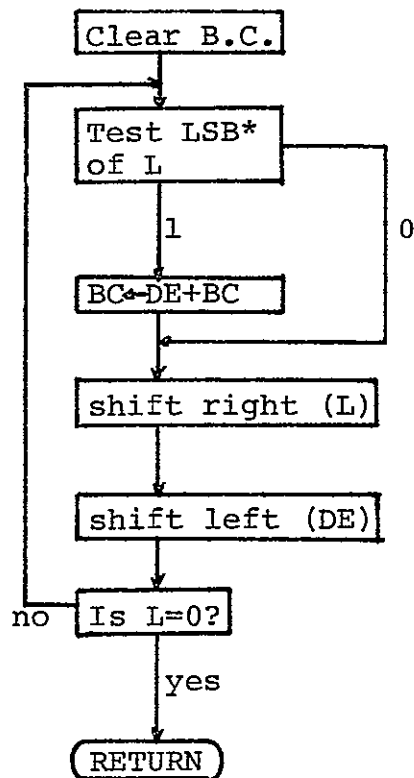 Clear B.C.
Test LSB*
of L
0
1
BC←DE+BC
shift right (L)
shift left (DE)
no
Is L=0?
yes
RETURN